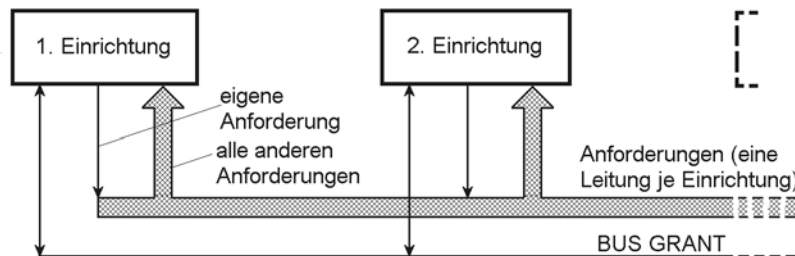 1. Einrichtung
2. Einrichtung
eigene
Anforderung
alle anderen
Anforderungen
Anforderungen (eine
Leitung je Einrichtung)
BUS GRANT